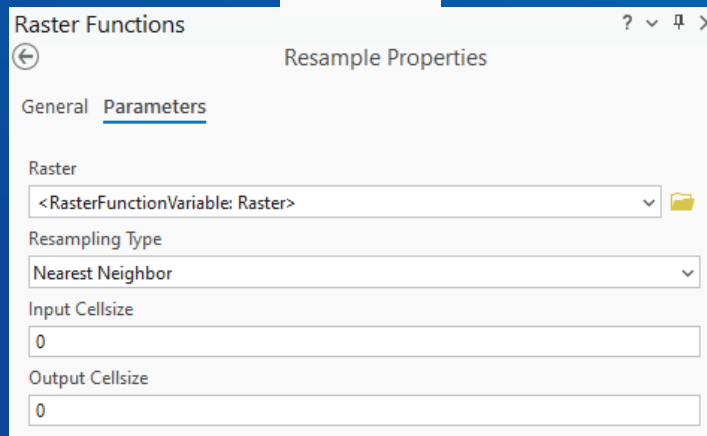 Raster Functions ?
Resample Properties
General Parameters
Raster
<RasterFunctionVariable: Raster>
Resampling Type
Nearest Neighbor
Input Cellsize
0
Output Cellsize
0